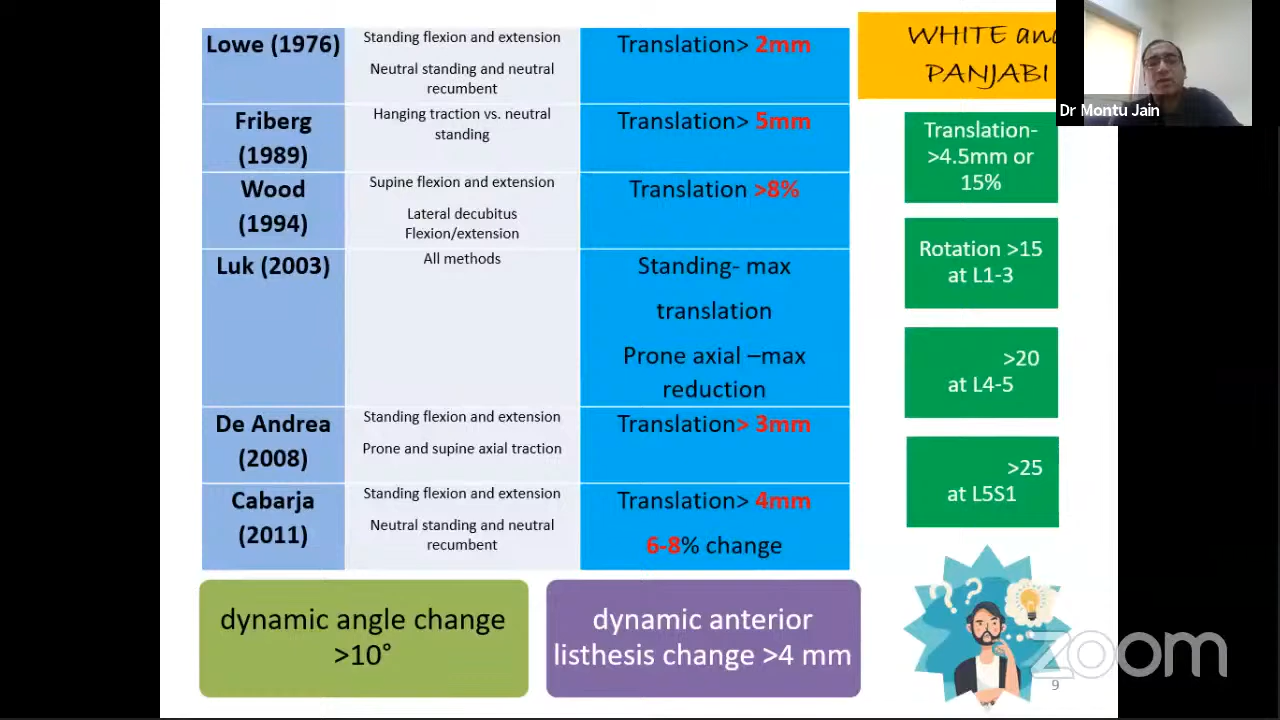 Lowe (1976)
Standing flexion and extension
Neutral standing and neutral
recumbent
Translation> 2mm
Friberg
(1989)
Hanging traction vs. neutral
standing
Translation> 5mm
Wood
(1994)
Supine flexion and extension
Lateral decubitus
Flexion/extension
Translation >8%
Luk (2003)
All methods
Standing- max
translation
Prone axial –max
reduction
De Andrea
(2008)
Standing flexion and extension
Prone and supine axial traction
Translation> 3mm
Cabarja
(2011)
Standing flexion and extension
Neutral standing and neutral
recumbent
Translation> 4mm
6-8% change
dynamic angle change
>10°
dynamic anterior
listhesis change >4 mm
WHITE and
PANJABI
Translation-
>4.5mm or
15%
Rotation >15
at L1-3
>20
at L4-5
>25
at L5S1
Dr Montu Jain
zoom
9